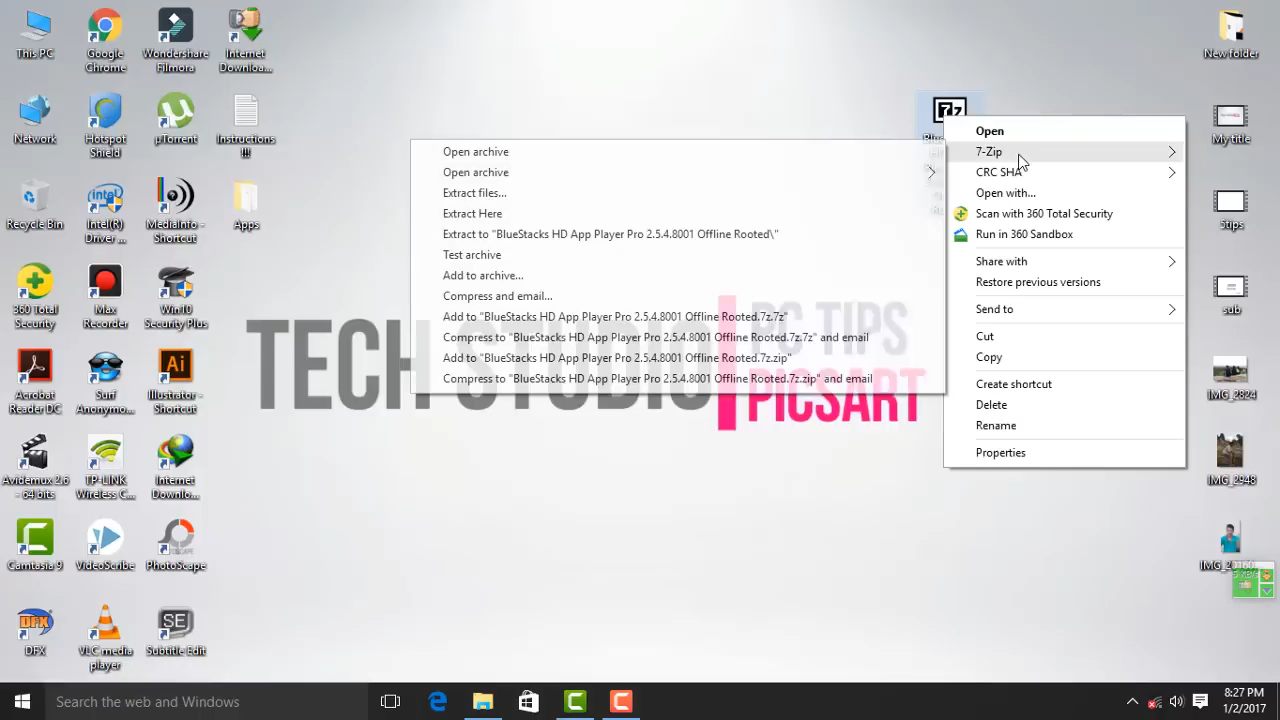 This PC
Google
Chrome
Wondershare
Filmora
Internet
Downloa...
Network
Hotspot
Shield
µTorrent
Instructions
!!!
Recycle Bin
Intel(R)
Driver ...
MediaInfo -
Shortcut
Apps
360 Total
Security
Max
Recorder
Win10
Security Plus
Acrobat
Reader DC
Surf
Anonymo...
Illustrator -
Shortcut
Avidemux 2.6
- 64 bits
TP-LINK
Wireless C...
Internet
Downlo...
Camtasia 9
VideoScribe
PhotoScape
DFX
DFX
VLC media
player
SE
Subtitle Edit
7z
Open archive
Open archive
Extract files...
Extract Here
Extract to "BlueStacks HD App Player Pro 2.5.4.8001 Offline Rooted\"
Test archive
Add to archive...
Compress and email...
Add to "BlueStacks HD App Player Pro 2.5.4.8001 Offline Rooted.7z.7z"
Compress to "BlueStacks HD App Player Pro 2.5.4.8001 Offline Rooted.7z.7z" and email
Add to "BlueStacks HD App Player Pro 2.5.4.8001 Offline Rooted.7z.zip"
Compress to "BlueStacks HD App Player Pro 2.5.4.8001 Offline Rooted.7z.zip" and email
TECH STUDIO
PC TIPS
PICSART
Open
7-Zip
CRC SHA
Open with...
Scan with 360 Total Security
Run in 360 Sandbox
Share with
Restore previous versions
Send to
Cut
Copy
Create shortcut
Delete
Rename
Properties
New folder
My title
Stips
sub
IMG_2824
IMG_2948
Search the web and Windows
8:27 PM
1/2/2017